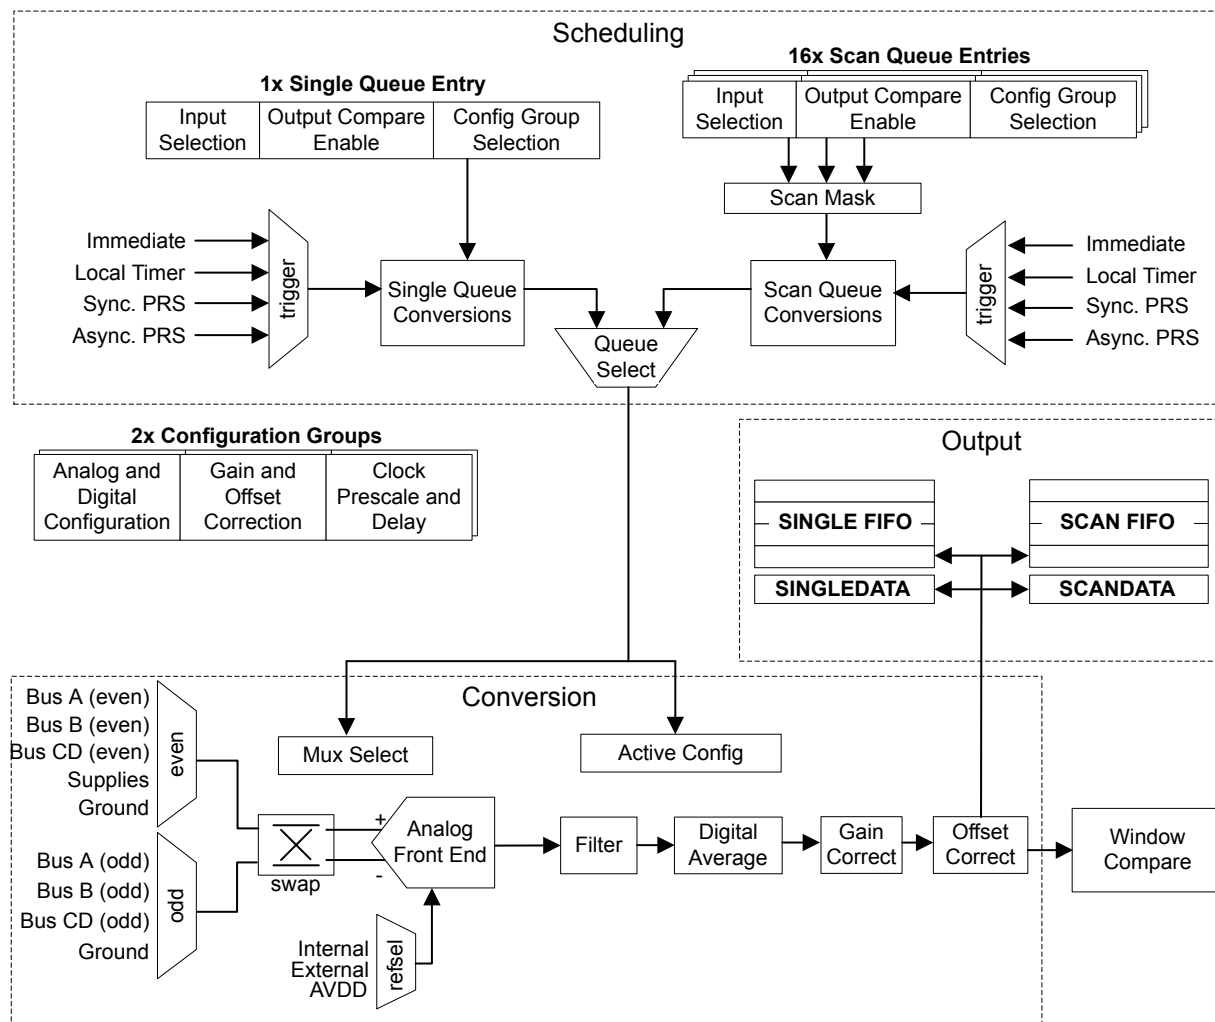 Scheduling
1x Single Queue Entry
Input
Selection
Output Compare
Enable
Config Group
Selection
16x Scan Queue Entries
Input
Selection
Output Compare
Enable
Config Group
Selection
Scan Mask
Immediate
Local Timer
Sync. PRS
Async. PRS
trigger
Single Queue
Conversions
Queue
Select
Scan Queue
Conversions
trigger
Immediate
Local Timer
Sync. PRS
Async. PRS
2x Configuration Groups
Analog and
Digital
Configuration
Gain and
Offset
Correction
Clock
Prescale and
Delay
Output
SINGLE FIFO
SCAN FIFO
SINGLEDATA
SCANDATA
Conversion
Bus A (even)
Bus B (even)
Bus CD (even)
Supplies
Ground
even
Mux Select
Active Config
Bus A (odd)
Bus B (odd)
Bus CD (odd)
Ground
odd
swap
+
-
Analog
Front End
Internal
External
AVDD
refsel
Filter
Digital
Average
Gain
Correct
Offset
Correct
Window
Compare